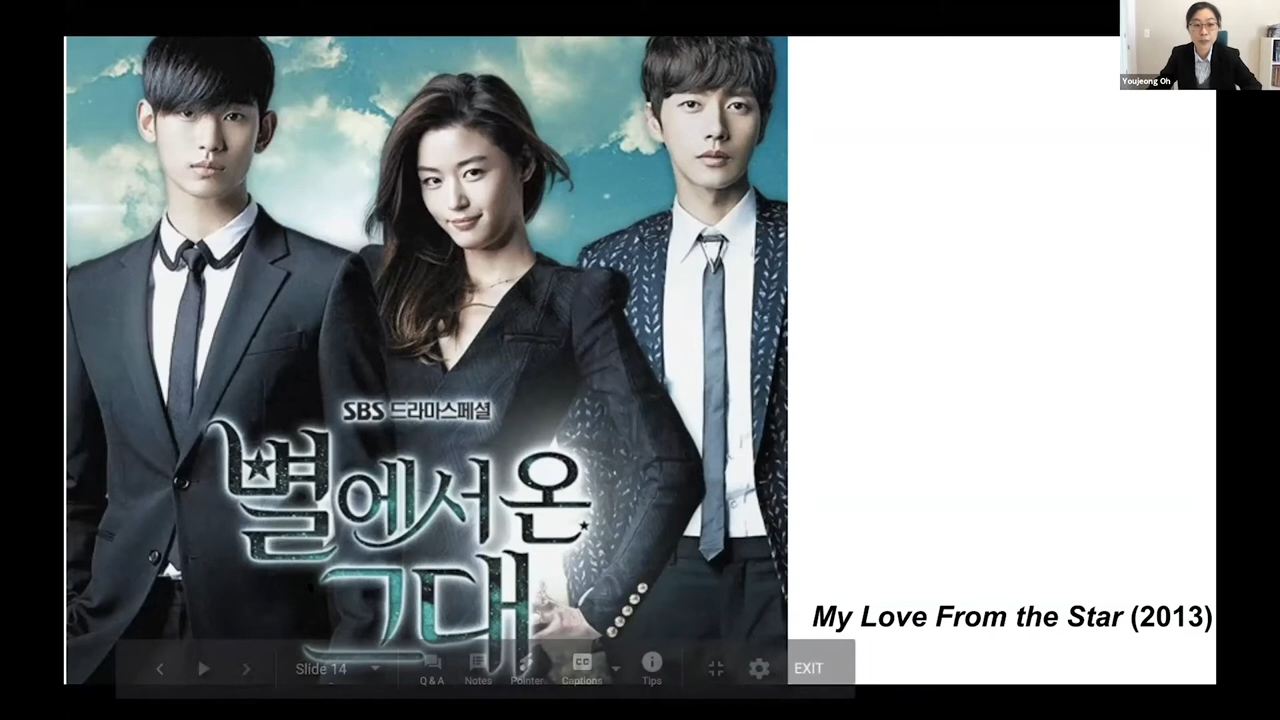 Youjeong Oh
SBS 드라마스페셜
별에서 온
그대
My Love From the Star (2013)
Slide 14
Q & A
Notes
Pointer
Captions
Tips
EXIT